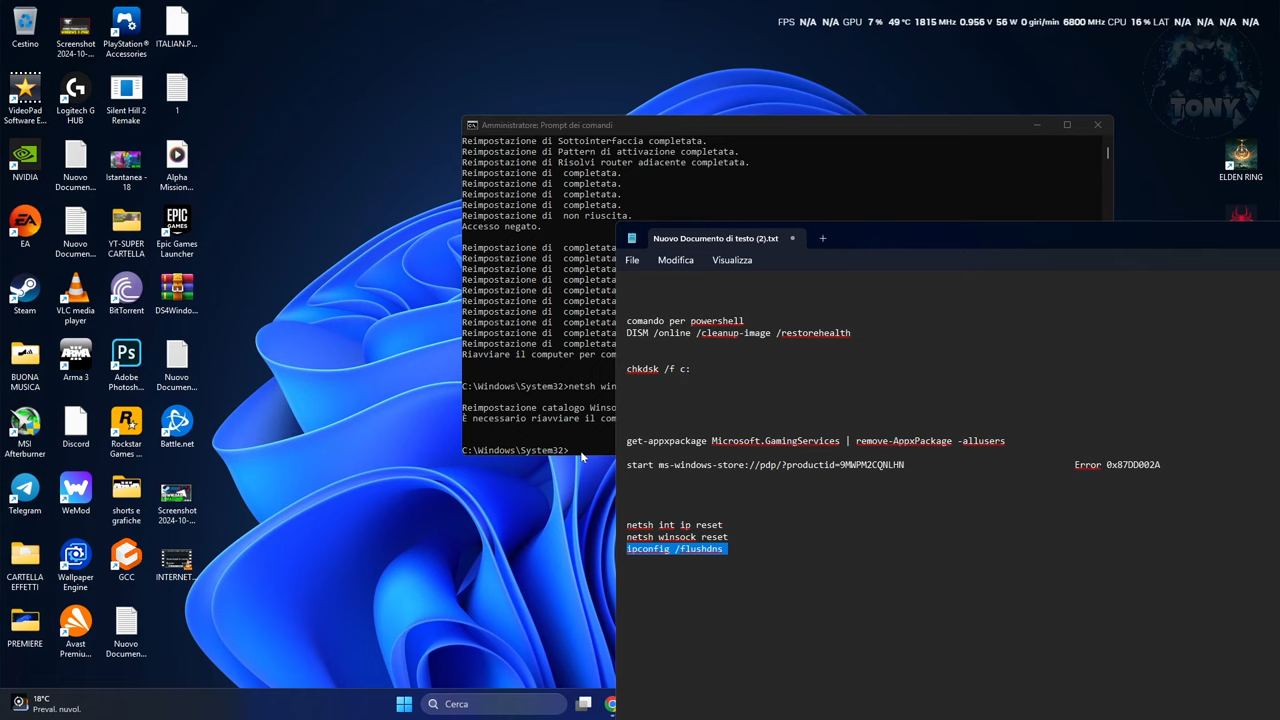 FPS N/A N/A GPU 7 % 49 °C 1815 MHz 0.956 V 56 W 0 giri/min 6800 MHz CPU 16 % LAT N/A N/A N/A N/A
TONY
Cestino
Screenshot 2024-10-...
PlayStation® Accessories
ITALIAN.P...
VideoPad Software E...
Logitech G HUB
Silent Hill 2 Remake
1
NVIDIA
Nuovo Documen...
Istantanea - 18
Alpha Mission...
EA
Nuovo Documen...
YT-SUPER CARTELLA
Epic Games Launcher
Steam
VLC media player
BitTorrent
DS4Windo...
BUONA MUSICA
Arma 3
Adobe Photosh...
Nuovo Documen...
MSI Afterburner
Discord
Rockstar Games
Battle.net
Telegram
WeMod
shorts e grafiche
Screenshot 2024-10-...
CARTELLA EFFETTI
Wallpaper Engine
GCC
INTERNET...
PREMIERE
Avast Premiu...
Nuovo Documen...
ELDEN RING
Amministratore: Prompt dei comandi
Reimpostazione di Sottointerfaccia completata.
Reimpostazione di Pattern di attivazione completata.
Reimpostazione di Risolvi router adiacente completata.
Reimpostazione di  completata.
Reimpostazione di  completata.
Reimpostazione di  completata.
Reimpostazione di  completata.
Reimpostazione di  non riuscita.
Accesso negato.
Reimpostazione di  completata
Reimpostazione di  completata
Reimpostazione di  completata
Reimpostazione di  completata
Reimpostazione di  completata
Reimpostazione di  completata
Reimpostazione di  completata
Reimpostazione di  completata
Reimpostazione di  completata
Reimpostazione di  completata
Riavviare il computer per com
C:\Windows\System32>netsh win
Reimpostazione catalogo Winso
È necessario riavviare il com
C:\Windows\System32>
Nuovo Documento di testo (2).txt
File Modifica Visualizza
comando per powershell
DISM /online /cleanup-image /restorehealth
chkdsk /f c:
get-appxpackage Microsoft.GamingServices | remove-AppxPackage -allusers
start ms-windows-store://pdp/?productid=9MWPM2CQNLHN Error 0x87DD002A
netsh int ip reset
netsh winsock reset
ipconfig /flushdns
18°C
Preval. nuvol.
Cerca